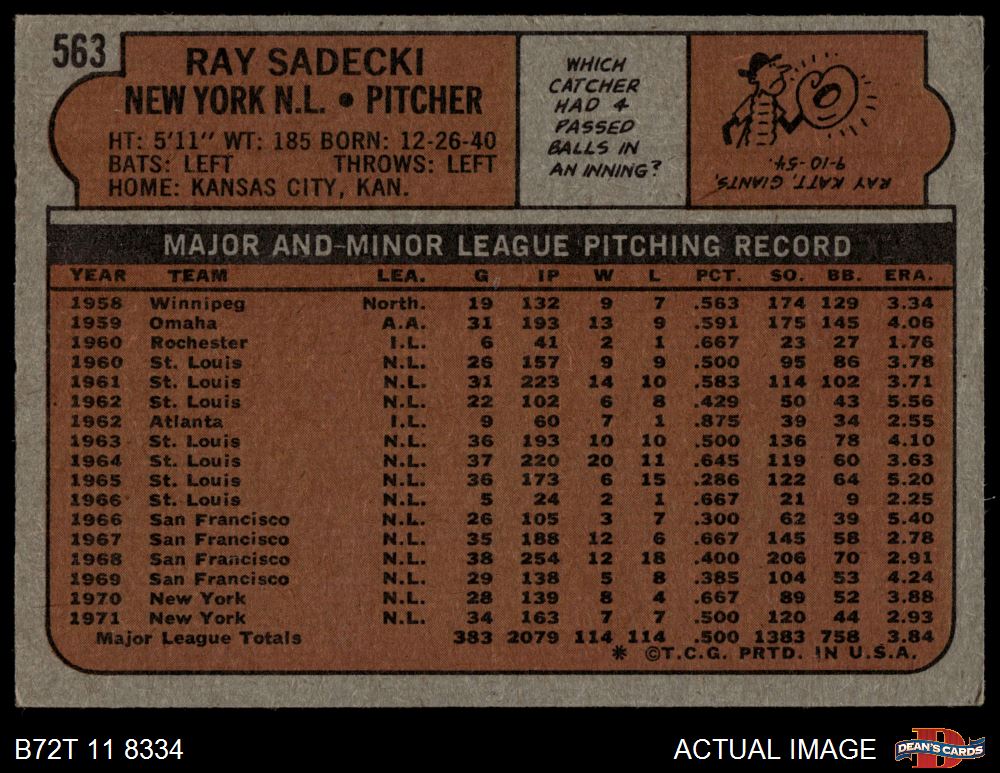 563
RAY SADECKI
NEW YORK N.L. • PITCHER
HT: 5'11" WT: 185 BORN: 12-26-40
BATS: LEFT THROWS: LEFT
HOME: KANSAS CITY, KAN.
WHICH
CATCHER
HAD 4
PASSED
BALLS IN
AN INNING?
RAY KATT, GIANTS,
9-10-54.
MAJOR AND-MINOR LEAGUE PITCHING RECORD
YEAR TEAM LEA. G IP W L PCT. SO. BB. ERA.
1958 Winnipeg North. 19 132 9 7 .563 174 129 3.34
1959 Omaha A.A. 31 193 13 9 .591 175 145 4.06
1960 Rochester I.L. 6 41 2 1 .667 23 27 1.76
1960 St. Louis N.L. 26 157 9 9 .500 95 86 3.78
1961 St. Louis N.L. 31 223 14 10 .583 114 102 3.71
1962 St. Louis N.L. 22 102 6 8 .429 50 43 5.56
1962 Atlanta I.L. 9 60 7 1 .875 39 34 2.55
1963 St. Louis N.L. 36 193 10 10 .500 136 78 4.10
1964 St. Louis N.L. 37 220 20 11 .645 119 60 3.63
1965 St. Louis N.L. 36 173 6 15 .286 122 64 5.20
1966 St. Louis N.L. 5 24 2 1 .667 21 9 2.25
1966 San Francisco N.L. 26 105 3 7 .300 62 39 5.40
1967 San Francisco N.L. 35 188 12 6 .667 145 58 2.78
1968 San Francisco N.L. 38 254 12 18 .400 206 70 2.91
1969 San Francisco N.L. 29 138 5 8 .385 104 53 4.24
1970 New York N.L. 28 139 8 4 .667 89 52 3.88
1971 New York N.L. 34 163 7 7 .500 120 44 2.93
Major League Totals 383 2079 114 114 .500 1383 758 3.84
* ©T.C.G. PRTD. IN U.S.A.
B72T 11 8334
ACTUAL IMAGE
D
DEAN'S CARDS